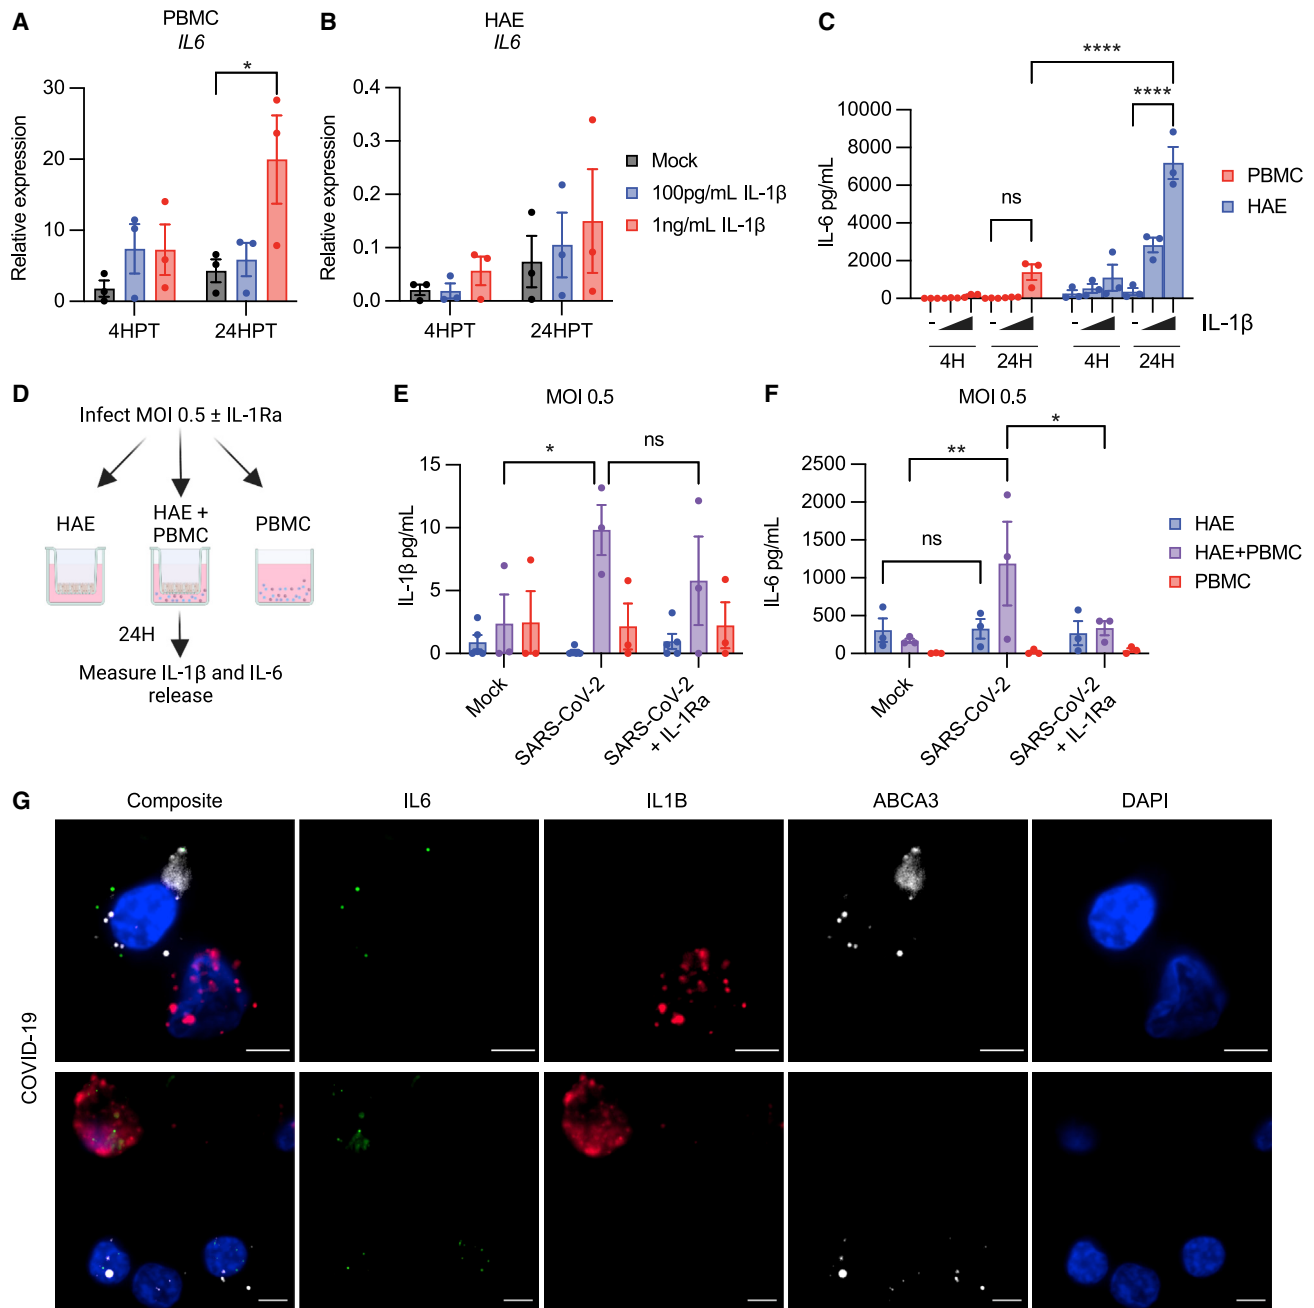 A
PBMC
IL6
*
Relative expression
30
20
10
0
4HPT
24HPT
B
HAE
IL6
Relative expression
0.4
0.3
0.2
0.1
0.0
4HPT
24HPT
Mock
100pg/mL IL-1β
1ng/mL IL-1β
C
****
****
ns
IL-6 pg/mL
10000
8000
6000
4000
2000
0
- - - -
IL-1β
4H 24H 4H 24H
PBMC
HAE
D
Infect MOI 0.5 ± IL-1Ra
HAE
HAE +
PBMC
PBMC
24H
Measure IL-1β and IL-6
release
E
MOI 0.5
* ns
IL-1β pg/mL
15
10
5
0
Mock
SARS-CoV-2
SARS-CoV-2
+ IL-1Ra
F
MOI 0.5
*
**
ns
IL-6 pg/mL
2500
2000
1500
1000
500
0
Mock
SARS-CoV-2
SARS-CoV-2
+ IL-1Ra
HAE
HAE+PBMC
PBMC
G
Composite IL6 IL1B ABCA3 DAPI
COVID-19